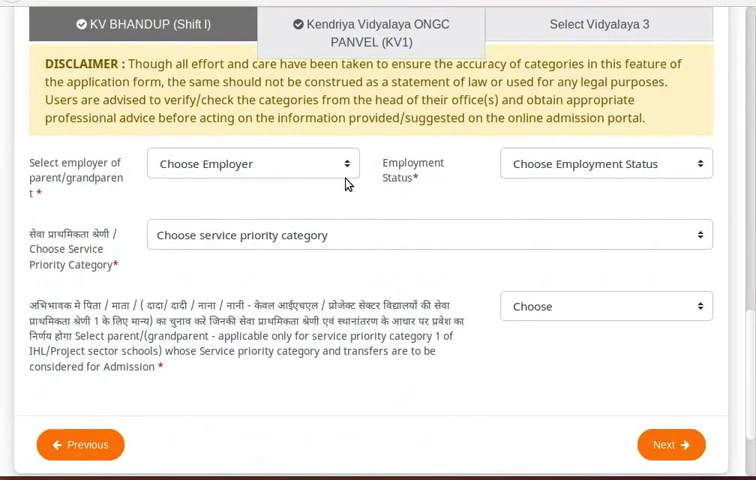 KV BHANDUP (Shift I)
Kendriya Vidyalaya ONGC
PANVEL (KV1)
Select Vidyalaya 3
DISCLAIMER : Though all effort and care have been taken to ensure the accuracy of categories in this feature of
the application form, the same should not be construed as a statement of law or used for any legal purposes.
Users are advised to verify/check the categories from the head of their office(s) and obtain appropriate
professional advice before acting on the information provided/suggested on the online admission portal.
Select employer of
parent/grandparen
t *
Choose Employer
Employment
Status*
Choose Employment Status
सेवा प्राथमिकता श्रेणी /
Choose Service
Priority Category*
Choose service priority category
अभिभावक मे पिता / माता / ( दादा/ दादी / नाना / नानी - केवल आईएचएल / प्रोजेक्ट सेक्टर विद्यालयों की सेवा
प्राथमिकता श्रेणी 1 के लिए मान्य) का चुनाव करे जिनकी सेवा प्राथमिकता श्रेणी एवं स्थानांतरण के आधार पर प्रवेश का
निर्णय होगा Select parent/(grandparent - applicable only for service priority category 1 of
IHL/Project sector schools) whose Service priority category and transfers are to be
considered for Admission *
Choose
Previous
Next